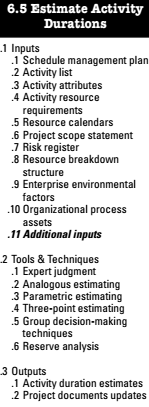 6.5 Estimate Activity
Durations
.1 Inputs
.1 Schedule management plan
.2 Activity list
.3 Activity attributes
.4 Activity resource
requirements
.5 Resource calendars
.6 Project scope statement
.7 Risk register
.8 Resource breakdown
structure
.9 Enterprise environmental
factors
.10 Organizational process
assets
.11 Additional inputs
.2 Tools & Techniques
.1 Expert judgment
.2 Analogous estimating
.3 Parametric estimating
.4 Three-point estimating
.5 Group decision-making
techniques
.6 Reserve analysis
.3 Outputs
.1 Activity duration estimates
.2 Project documents updates